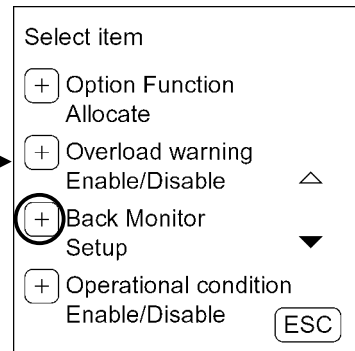 Select item
+ Option Function
Allocate
+ Overload warning
Enable/Disable
+ Back Monitor
Setup
+ Operational condition
Enable/Disable
ESC